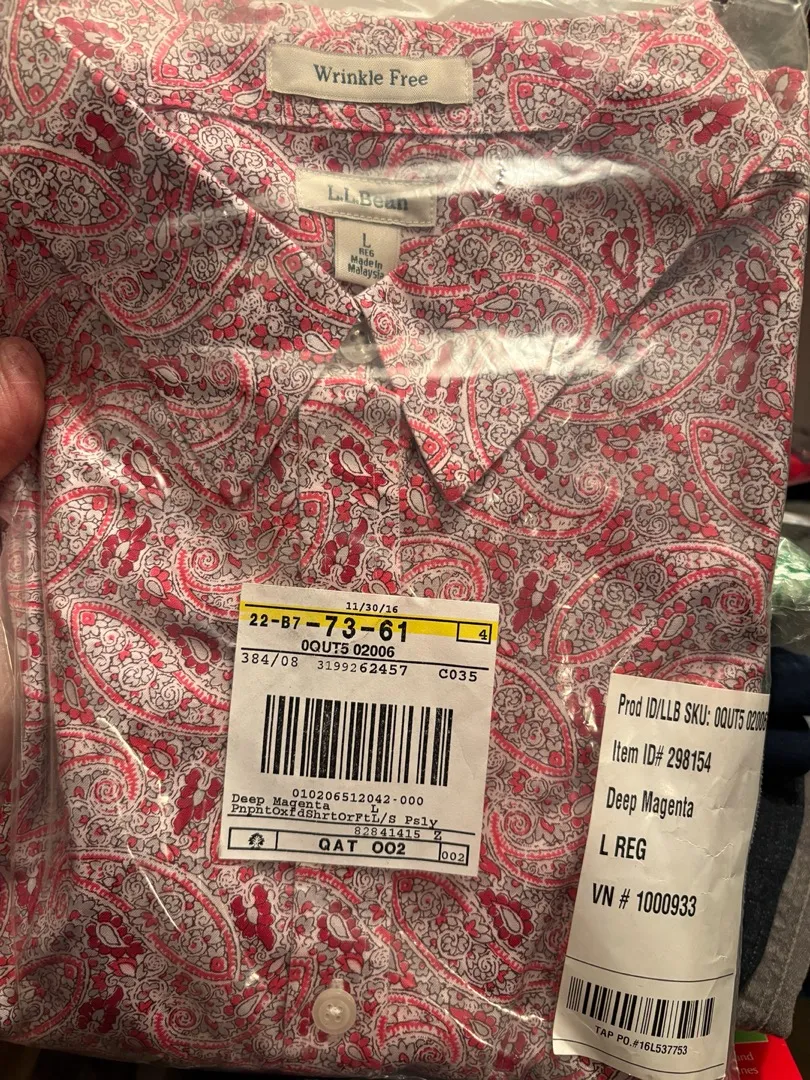 Wrinkle Free
L.L.Bean
L
REG
Made in
Malaysia
11/30/16
22-B7-73-61 4
0QUT5 02006
384/08 3199262457 C035
010206512042-000
Deep Magenta L
PnpntOxfdShrtOrFtL/S Psly
82841415 Z
QAT 002 002
Prod ID/LLB SKU: 0QUT5 02006
Item ID# 298154
Deep Magenta
L REG
VN # 1000933
TAP PO.#16L537753